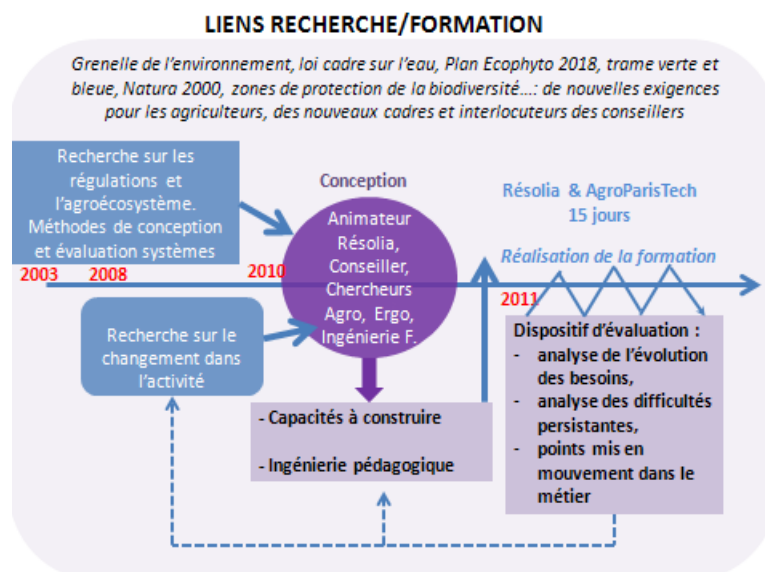 LIENS RECHERCHE/FORMATION
Grenelle de l'environnement, loi cadre sur l'eau, Plan Ecophyto 2018, trame verte et
bleue, Natura 2000, zones de protection de la biodiversité...: de nouvelles exigences
pour les agriculteurs, des nouveaux cadres et interlocuteurs des conseillers
Recherche sur les
régulations et
l'agroécosystème.
Méthodes de conception
et évaluation systèmes
Conception
Animateur
Résolia,
Conseiller,
Chercheurs
Agro, Ergo,
Ingénierie F.
Résolia & AgroParisTech
15 jours
Réalisation de la formation
2003
2008
2010
2011
Recherche sur le
changement dans
l'activité
- Capacités à construire
- Ingénierie pédagogique
Dispositif d'évaluation :
- analyse de l'évolution
des besoins,
- analyse des difficultés
persistantes,
- points mis en
mouvement dans le
métier